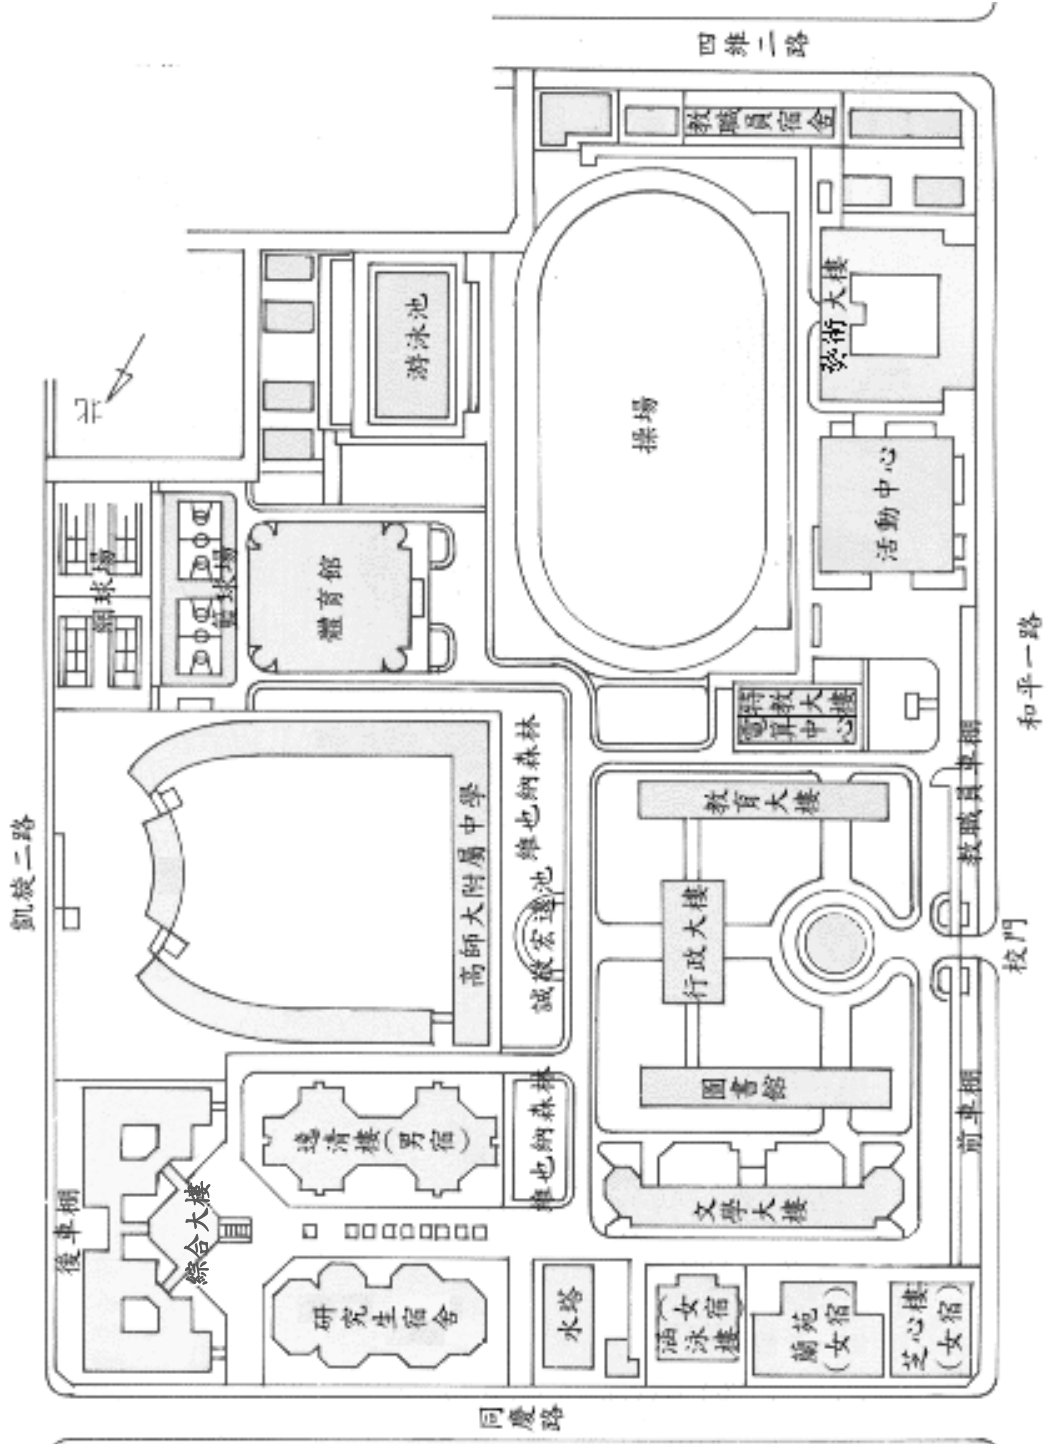 四維二路
教職員宿舍
藝術大樓
游泳池
操場
北
活動中心
網球場
籃球場
體育館
和平一路
特教大樓
電算中心
維也納森林
教職員車棚
高師大附屬中學
教育大樓
凱旋二路
誠敬宏遠池
行政大樓
校門
圖書館
前車棚
維也納森林
逸清樓(男宿)
文學大樓
後車棚
綜合大樓
研究生宿舍
水塔
涵泳樓
女宿
蘭苑
(女宿)
芝心樓
(女宿)
同慶路